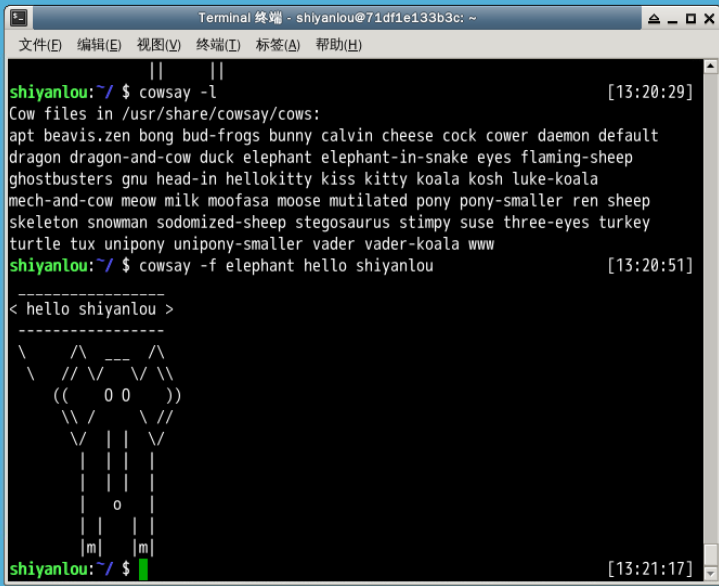 Terminal 终端 - shiyanlou@71df1e133b3c: ~
文件(F) 编辑(E) 视图(V) 终端(T) 标签(A) 帮助(H)
||     ||
shiyanlou:~/ $ cowsay -l [13:20:29]
Cow files in /usr/share/cowsay/cows:
apt beavis.zen bong bud-frogs bunny calvin cheese cock cower daemon default
dragon dragon-and-cow duck elephant elephant-in-snake eyes flaming-sheep
ghostbusters gnu head-in hellokitty kiss kitty koala kosh luke-koala
mech-and-cow meow milk moofasa moose mutilated pony pony-smaller ren sheep
skeleton snowman sodomized-sheep stegosaurus stimpy suse three-eyes turkey
turtle tux unipony unipony-smaller vader vader-koala www
shiyanlou:~/ $ cowsay -f elephant hello shiyanlou [13:20:51]
 _________________
< hello shiyanlou >
 -----------------
 \     /\  ___  /\
  \   // \/   \/ \\
     ((    O O    ))
      \\ /     \ //
       \/  | |  \/
        |  | |  |
        |  | |  |
        |   o   |
        | |   | |
        |m|   |m|
shiyanlou:~/ $ [13:21:17]